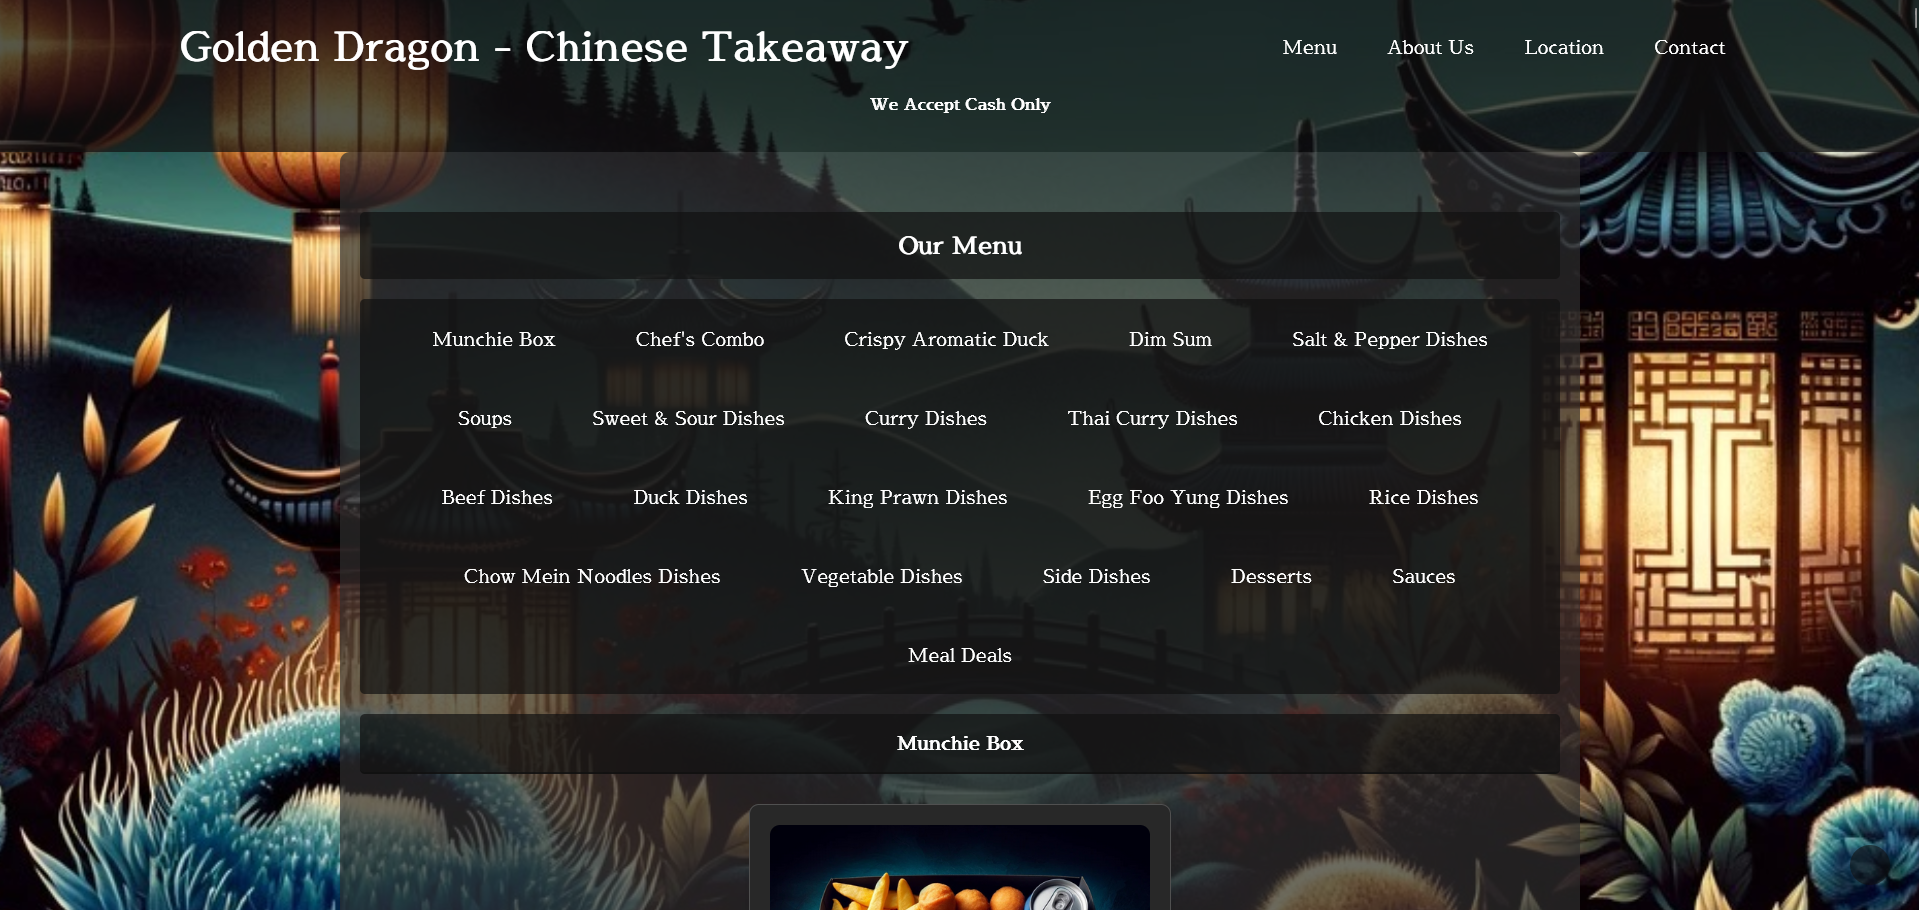 Golden Dragon - Chinese Takeaway
Menu About Us Location Contact
We Accept Cash Only
Our Menu
Munchie Box Chef's Combo Crispy Aromatic Duck Dim Sum Salt & Pepper Dishes
Soups Sweet & Sour Dishes Curry Dishes Thai Curry Dishes Chicken Dishes
Beef Dishes Duck Dishes King Prawn Dishes Egg Foo Yung Dishes Rice Dishes
Chow Mein Noodles Dishes Vegetable Dishes Side Dishes Desserts Sauces
Meal Deals
Munchie Box